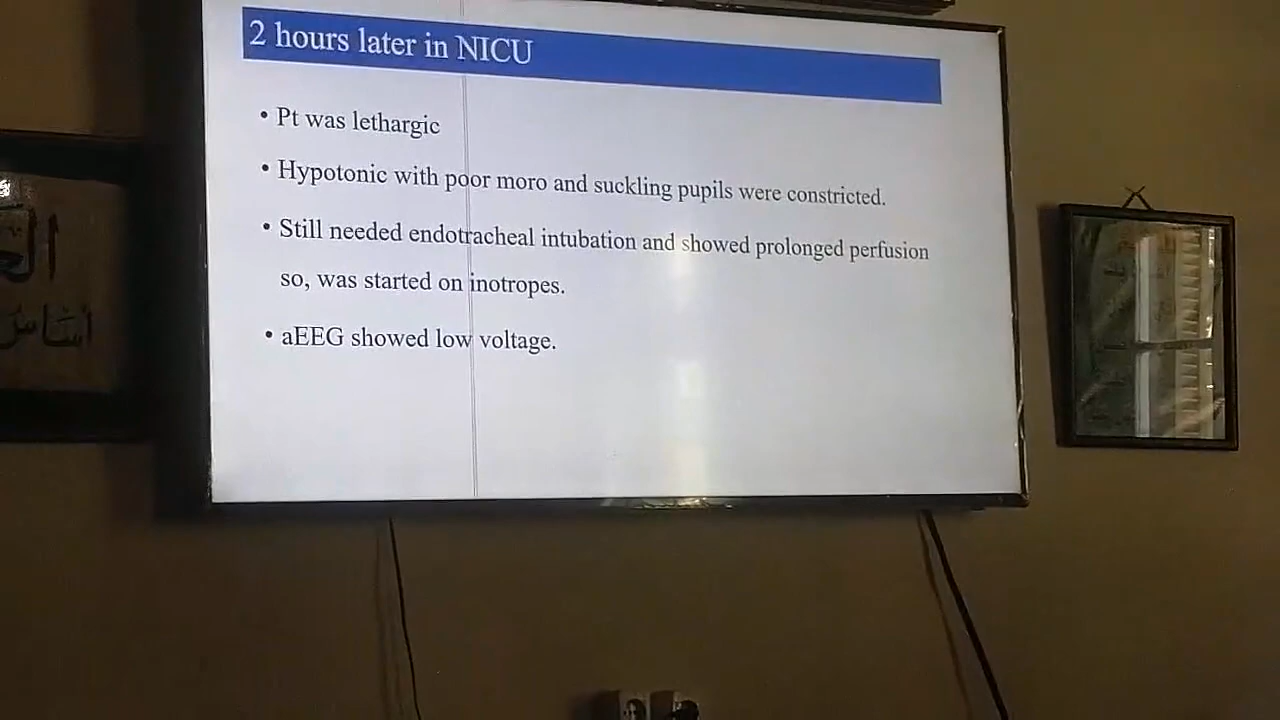 2 hours later in NICU
• Pt was lethargic
• Hypotonic with poor moro and suckling pupils were constricted.
• Still needed endotracheal intubation and showed prolonged perfusion
so, was started on inotropes.
• aEEG showed low voltage.